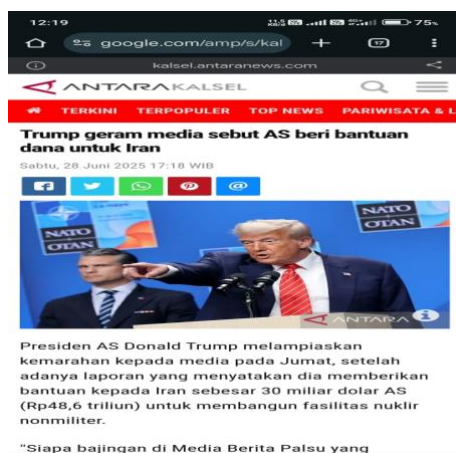 12:19
75%
google.com/amp/s/kal
17
kalsel.antaranews.com
ANTARAKALSEL
TERKINI TERPOPULER TOP NEWS PARIWISATA & L
Trump geram media sebut AS beri bantuan
dana untuk Iran
Sabtu, 28 Juni 2025 17:18 WIB
NATO
OTAN
NATO
OTAN
ANTARA
Presiden AS Donald Trump melampiaskan
kemarahan kepada media pada Jumat, setelah
adanya laporan yang menyatakan dia memberikan
bantuan kepada Iran sebesar 30 miliar dolar AS
(Rp48,6 triliun) untuk membangun fasilitas nuklir
nonmiliter.
"Siapa bajingan di Media Berita Palsu yang